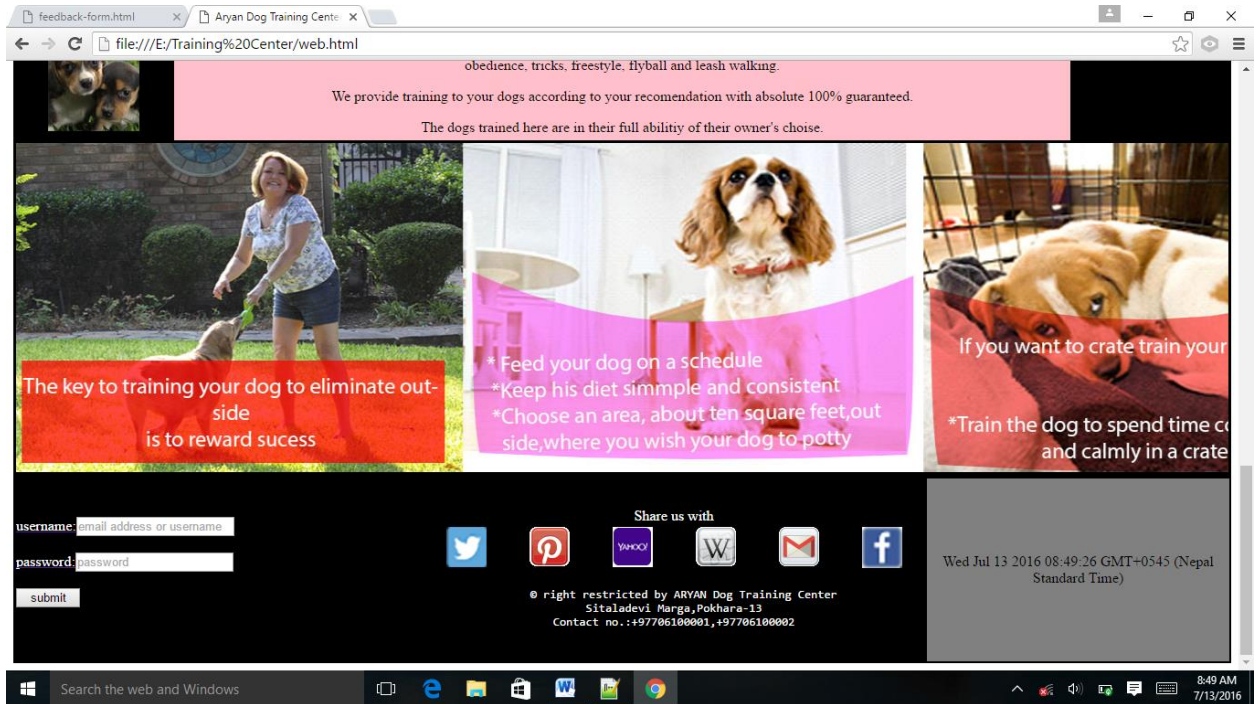 feedback-form.html
Aryan Dog Training Cente
file:///E:/Training%20Center/web.html
obedience, tricks, freestyle, flyball and leash walking.
We provide training to your dogs according to your recomendation with absolute 100% guaranteed.
The dogs trained here are in their full abilitiy of their owner's choise.
The key to training your dog to eliminate out-
side
is to reward sucess
* Feed your dog on a schedule
*Keep his diet simmple and consistent
*Choose an area, about ten square feet,out
side,where you wish your dog to potty
If you want to crate train your
*Train the dog to spend time co
and calmly in a crate
username:email address or username
password:password
submit
Share us with
YAHOO!
W
M
f
© right restricted by ARYAN Dog Training Center
Sitaladevi Marga,Pokhara-13
Contact no.:+97706100001,+97706100002
Wed Jul 13 2016 08:49:26 GMT+0545 (Nepal
Standard Time)
Search the web and Windows
8:49 AM
7/13/2016